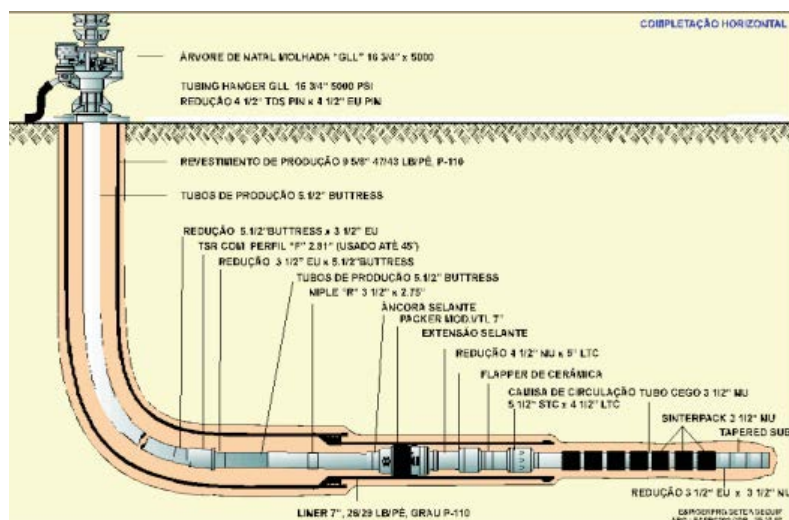 COMPLETAÇÃO HORIZONTAL
ÁRVORE DE NATAL MOLHADA "GLL" 16 3/4" x 5000
TUBING HANGER GLL 16 3/4" 5000 PSI
REDUÇÃO 4 1/2" TDS PIN x 4 1/2" EU PIN
REVESTIMENTO DE PRODUÇÃO 9 5/8" 47/43 LB/PÉ, P-110
TUBOS DE PRODUÇÃO 5.1/2" BUTTRESS
REDUÇÃO 5.1/2"BUTTRESS x 3 1/2" EU
TSR COM PERFIL "F" 2.81" (USADO ATÉ 45°)
REDUÇÃO 3 1/2" EU x 5.1/2"BUTTRESS
TUBOS DE PRODUÇÃO 5.1/2" BUTTRESS
NIPLE "R" 3 1/2" x 2.75"
ÂNCORA SELANTE
PACKER MOD.VTL 7"
EXTENSÃO SELANTE
REDUÇÃO 4 1/2" NU x 5" LTC
FLAPPER DE CERÂMICA
CAMISA DE CIRCULAÇÃO
5 1/2" STC x 4 1/2" LTC
TUBO CEGO 3 1/2" NU
SINTERPACK 3 1/2" NU
TAPERED SUB
REDUÇÃO 3 1/2" EU x 3 1/2" NU
LINER 7", 26/29 LB/PÉ, GRAU P-110